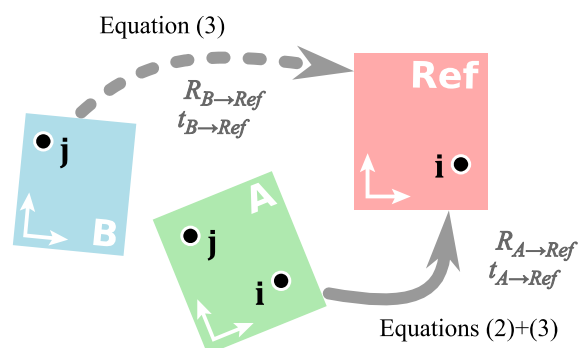 Equation (3)
Ref
R_{B→Ref}
t_{B→Ref}
j
i
B
A
j
i
R_{A→Ref}
t_{A→Ref}
Equations (2)+(3)